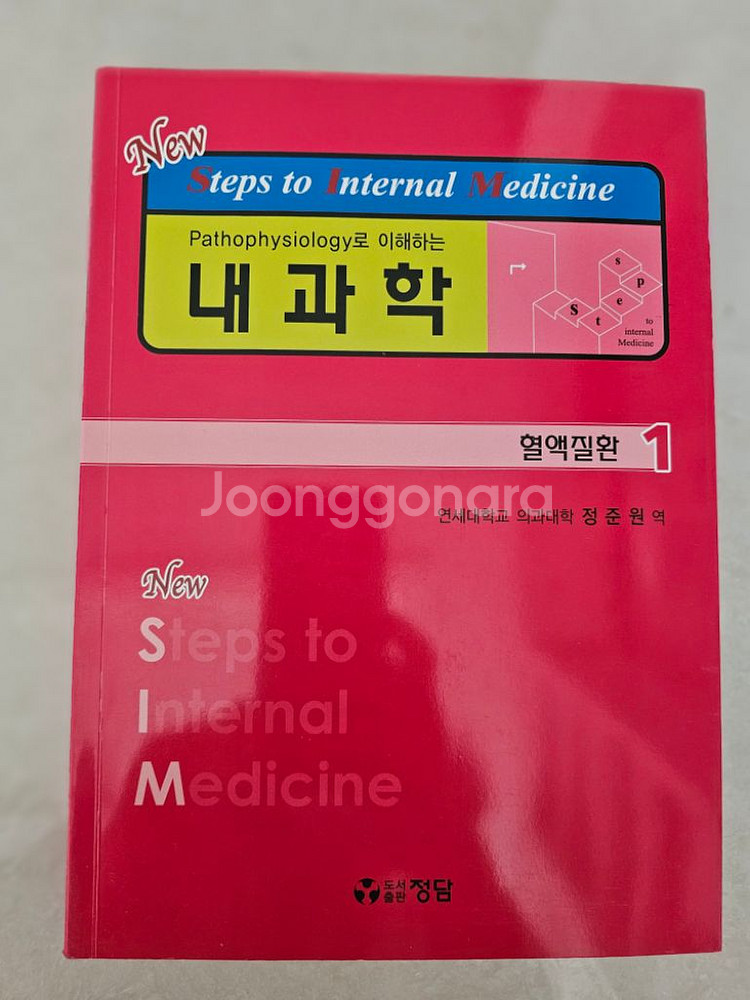 New
Steps to Internal Medicine
Pathophysiology로 이해하는
내과학
s
p
e
t
S
to
internal
Medicine
혈액질환 1
Joonggonara
연세대학교 의과대학 정준원 역
New
Steps to
Internal
Medicine
도서
출판 정담